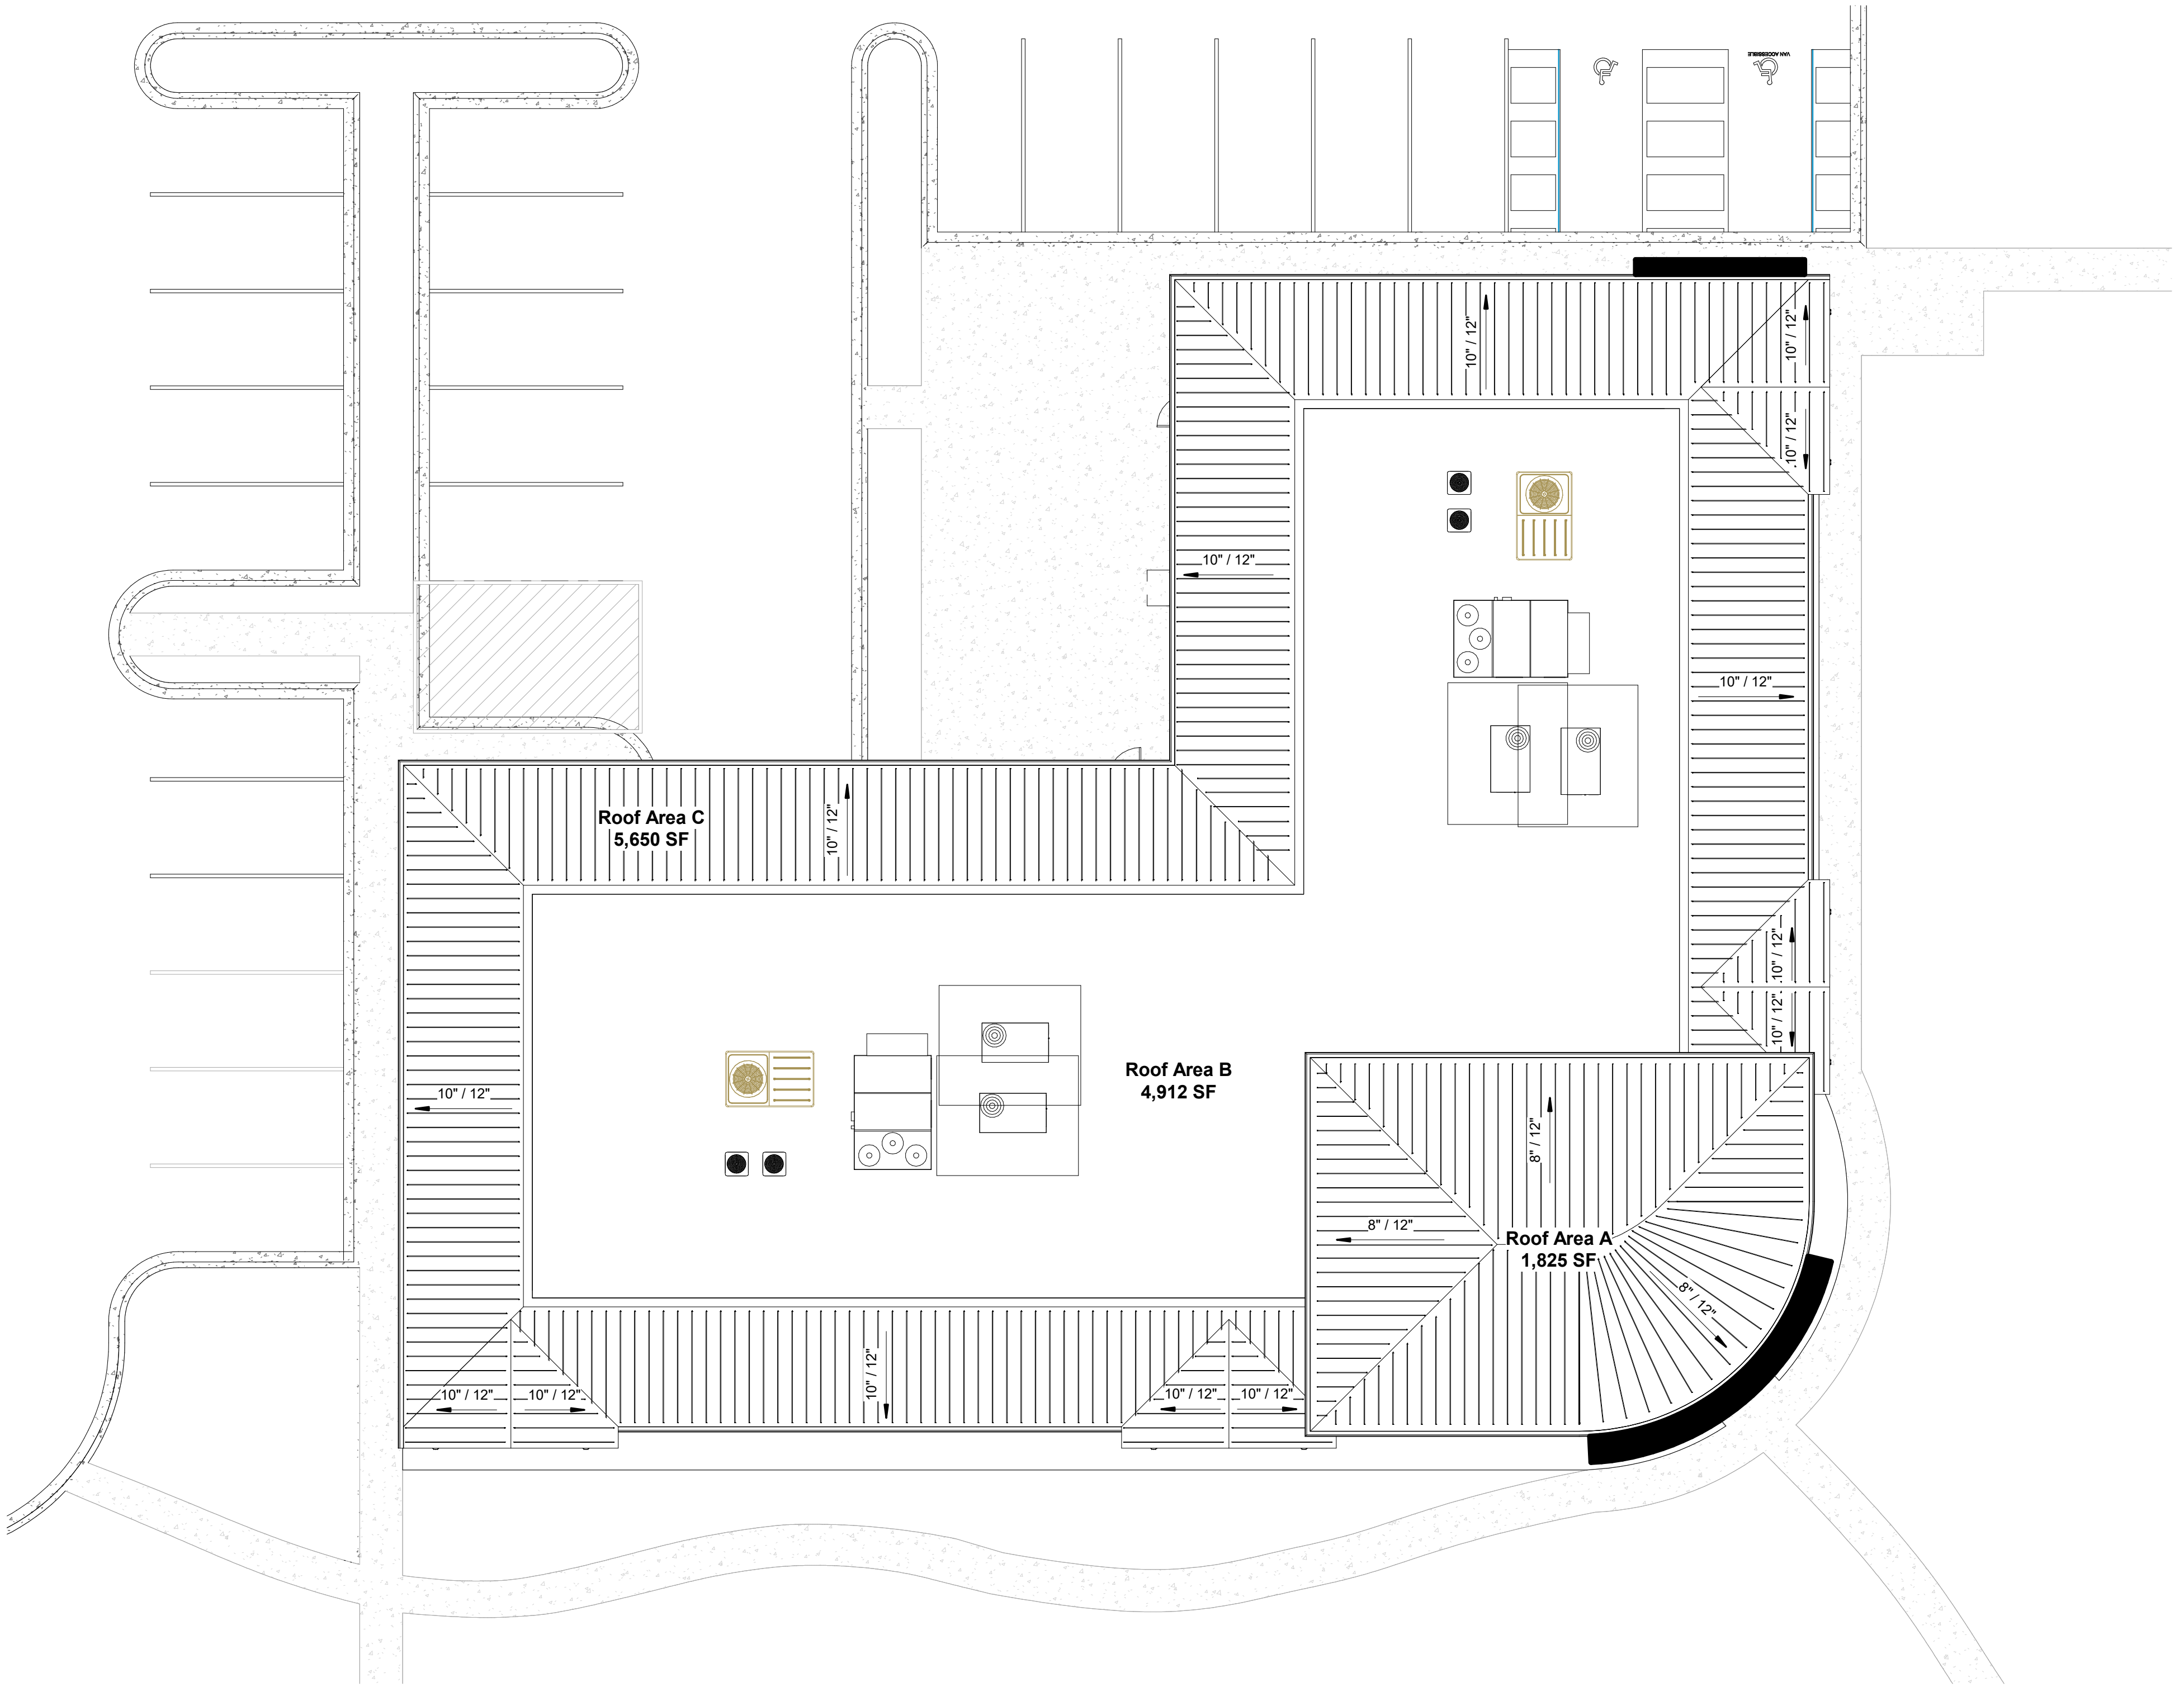 VAN ACCESSIBLE
10" / 12"
10" / 12"
10" / 12"
10" / 12"
10" / 12"
Roof Area C
5,650 SF
10" / 12"
10" / 12"
10" / 12"
Roof Area B
4,912 SF
10" / 12"
8" / 12"
8" / 12"
Roof Area A
1,825 SF
8" / 12"
10" / 12"
10" / 12"
10" / 12"
10" / 12"
10" / 12"